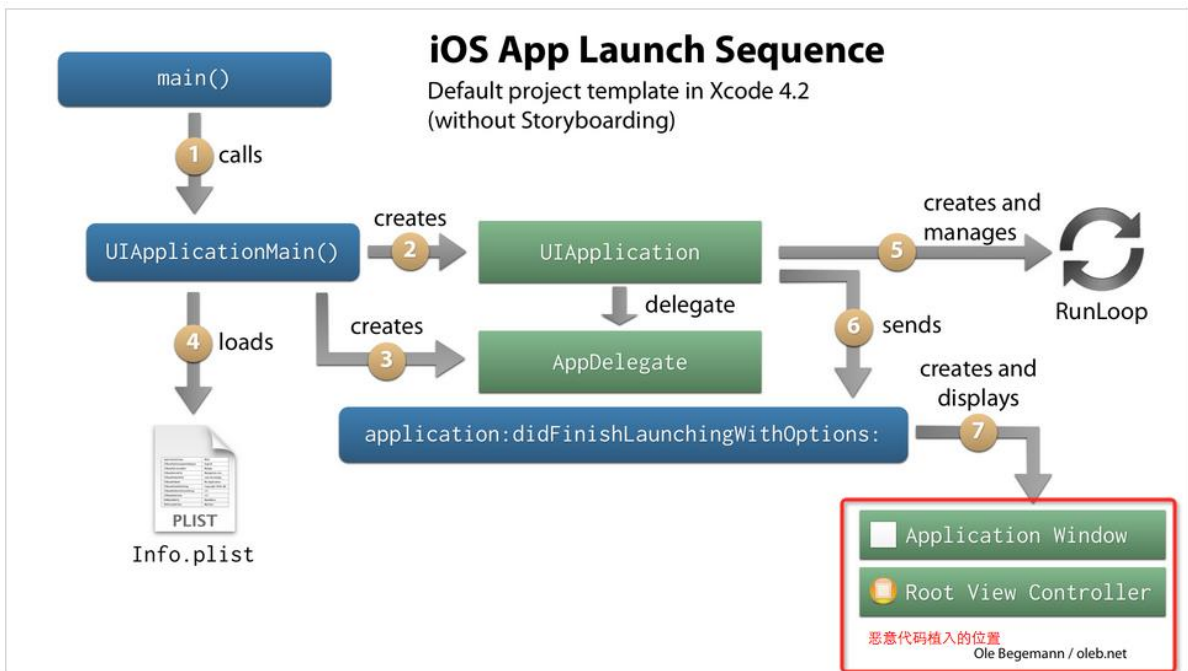 iOS App Launch Sequence
Default project template in Xcode 4.2
(without Storyboarding)
main()
1
calls
UIApplicationMain()
creates
2
UIApplication
creates and
manages
5
RunLoop
delegate
4
loads
creates
3
AppDelegate
6
sends
creates and
displays
7
application:didFinishLaunchingWithOptions:
PLIST
Info.plist
Application Window
Root View Controller
恶意代码植入的位置
Ole Begemann / oleb.net